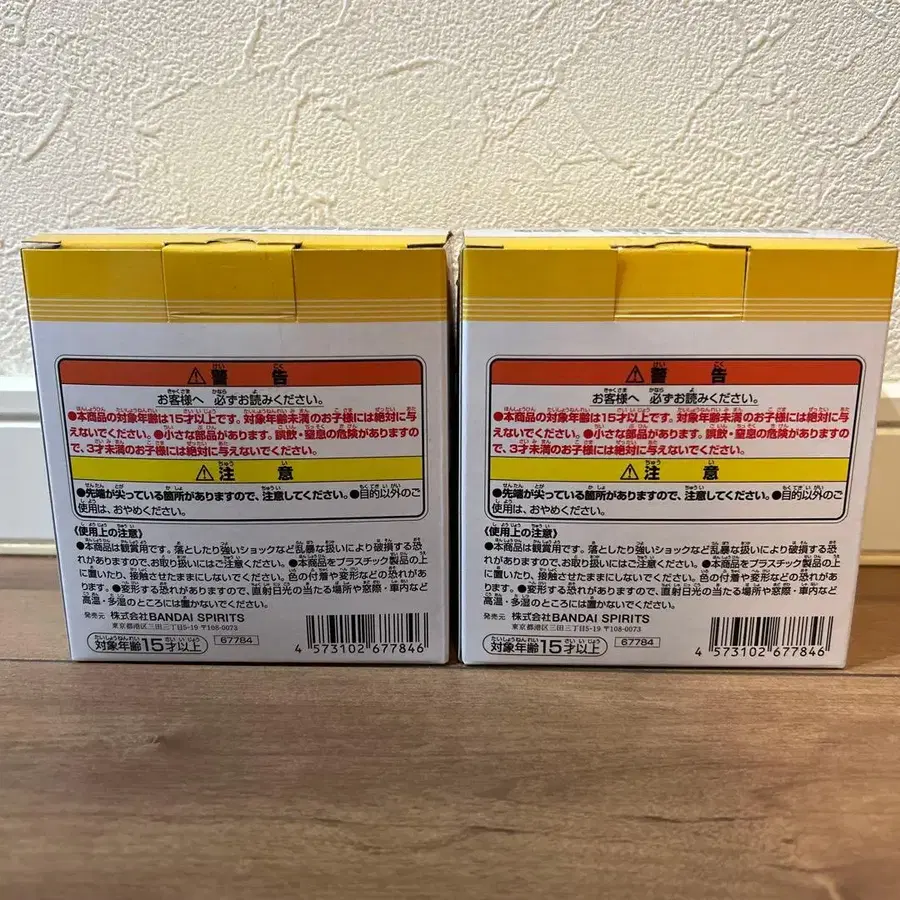 警告
お客様へ 必ずお読みください。
●本商品の対象年齢は15才以上です。対象年齢未満のお子様には絶対に与
えないでください。●小さな部品があります。誤飲・窒息の危険がありますの
で、3才未満のお子様には絶対に与えないでください。
注意
●先端が尖っている箇所がありますので、注意してください。●目的以外のご
使用は、おやめください。
《使用上の注意》
●本商品は観賞用です。落としたり強いショックなど乱暴な扱いにより破損する恐
れがありますので、お取り扱いにはご注意ください。●本商品をプラスチック製品の上
に置いたり、接触させたままにしないでください。色の付着や変形などの恐れがあ
ります。●変形する恐れがありますので、直射日光の当たる場所や窓際・車内など
高温・多湿のところには置かないでください。
発売元 株式会社BANDAI SPIRITS
東京都港区三田三丁目5-19 〒108-0073
対象年齢15才以上
67784
4 573102 677846
警告
お客様へ 必ずお読みください。
●本商品の対象年齢は15才以上です。対象年齢未満のお子様には絶対に与
えないでください。●小さな部品があります。誤飲・窒息の危険がありますの
で、3才未満のお子様には絶対に与えないでください。
注意
●先端が尖っている箇所がありますので、注意してください。●目的以外のご
使用は、おやめください。
《使用上の注意》
●本商品は観賞用です。落としたり強いショックなど乱暴な扱いにより破損する恐
れがありますので、お取り扱いにはご注意ください。●本商品をプラスチック製品の上
に置いたり、接触させたままにしないでください。色の付着や変形などの恐れがあ
ります。●変形する恐れがありますので、直射日光の当たる場所や窓際・車内など
高温・多湿のところには置かないでください。
発売元 株式会社BANDAI SPIRITS
東京都港区三田三丁目5-19 〒108-0073
対象年齢15才以上
67784
4 573102 677846